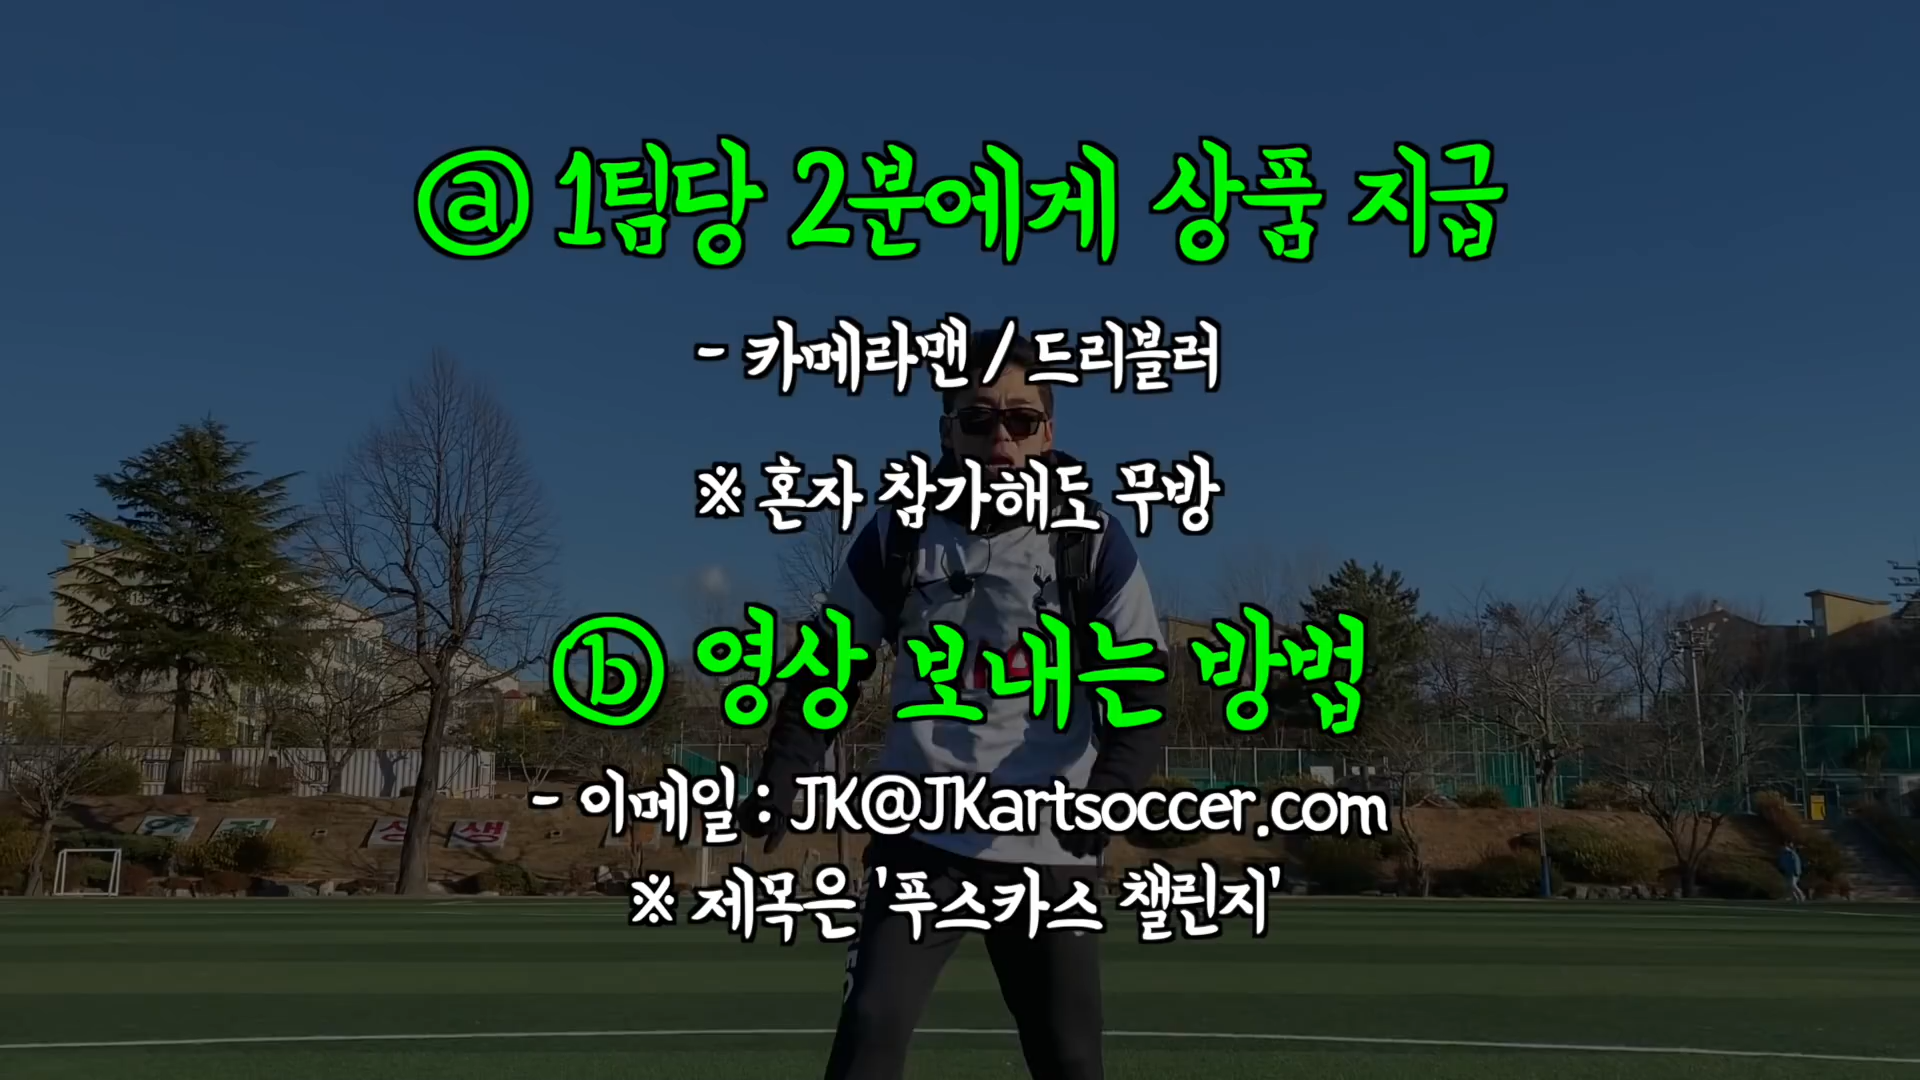 ⓐ 1팀당 2분에게 상품 지급
- 카메라맨 / 드리블러
※ 혼자 참가해도 무방
ⓑ 영상 보내는 방법
- 이메일 : JK@JKartsoccer.com
※ 제목은 '푸스카스 챌린지'
상 생